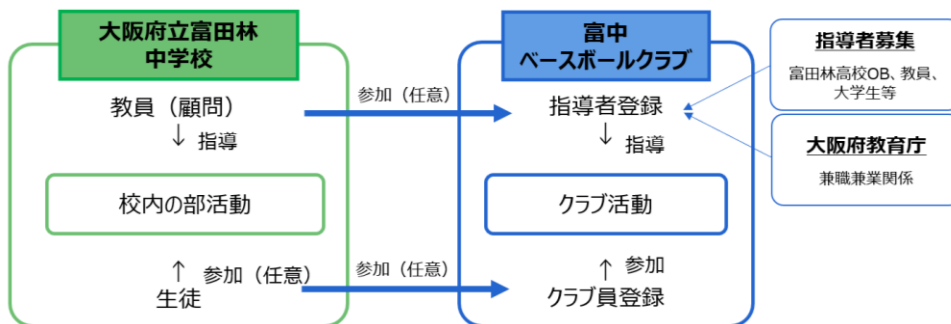 大阪府立富田林
中学校
教員（顧問）
↓ 指導
校内の部活動
↑ 参加（任意）
生徒
参加（任意）
参加（任意）
富中
ベースボールクラブ
指導者登録
↓ 指導
クラブ活動
↑ 参加
クラブ員登録
指導者募集
富田林高校OB、教員、
大学生等
大阪府教育庁
兼職兼業関係